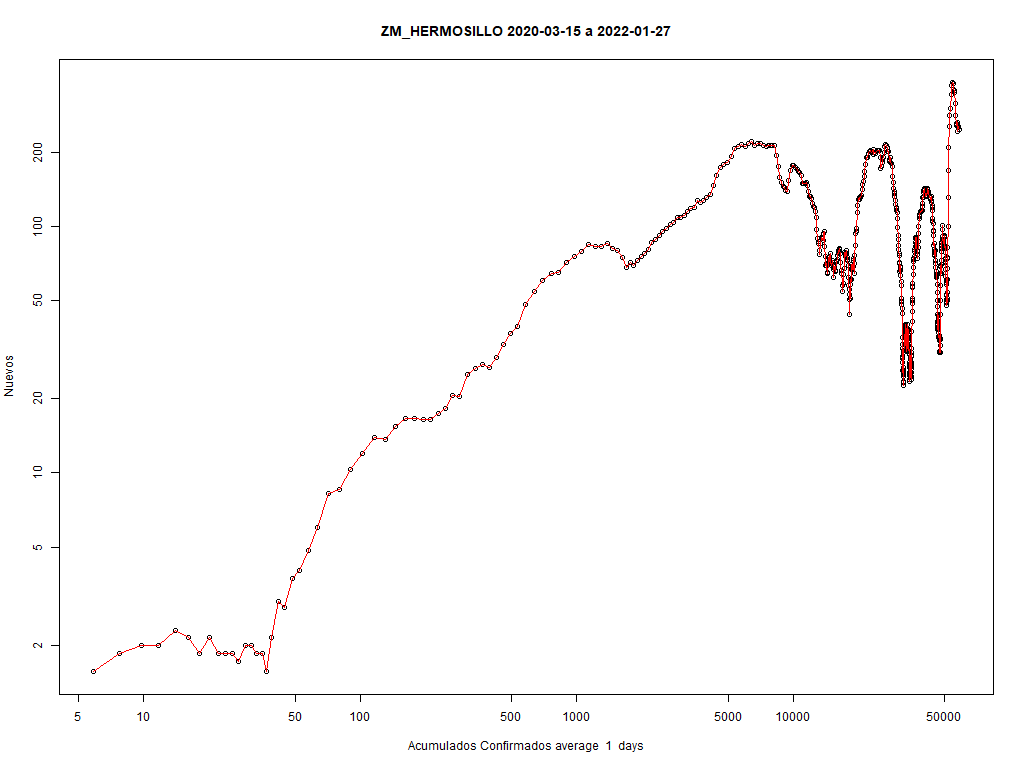 ZM_HERMOSILLO 2020-03-15 a 2022-01-27
Nuevos
200
100
50
20
10
5
2
5 10 50 100 500 1000 5000 10000 50000
Acumulados Confirmados average 1 days